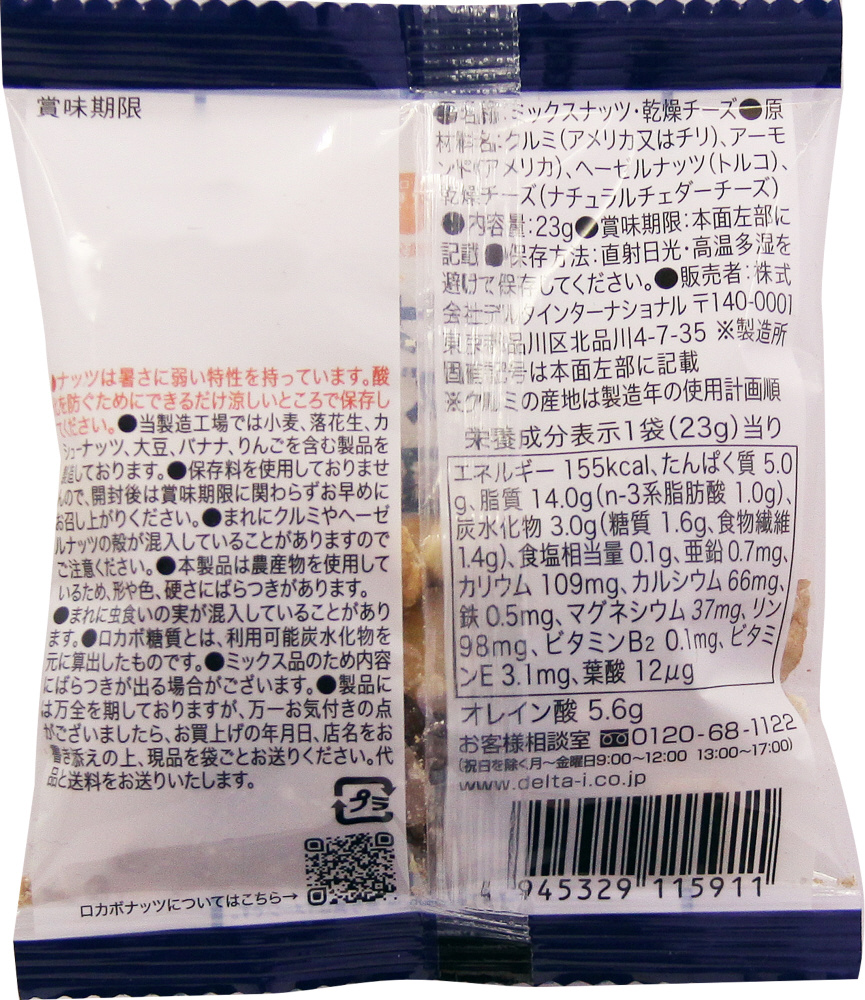 賞味期限
●ナッツは暑さに弱い特性を持っています。酸
化を防ぐためにできるだけ涼しいところで保存し
てください。●当製造工場では小麦、落花生、カ
シューナッツ、大豆、バナナ、りんごを含む製品を
製造しております。●保存料を使用しておりませ
んので、開封後は賞味期限に関わらずお早めに
お召し上がりください。●まれにクルミやヘーゼ
ルナッツの殻が混入していることがありますので
ご注意ください。●本製品は農産物を使用して
いるため、形や色、硬さにばらつきがあります。
●まれに虫食いの実が混入していることがあり
ます。●ロカボ糖質とは、利用可能炭水化物を
元に算出したものです。●ミックス品のため内容
にばらつきが出る場合がございます。●製品に
は万全を期しておりますが、万一お気付きの点
がございましたら、お買上げの年月日、店名をお
書き添えの上、現品を袋ごとお送りください。代
品と送料をお送りいたします。
プラ
ロカボナッツについてはこちら→
●名称:ミックスナッツ・乾燥チーズ●原
材料名:クルミ(アメリカ又はチリ)、アーモ
ンド(アメリカ)、ヘーゼルナッツ(トルコ)、
乾燥チーズ(ナチュラルチェダーチーズ)
●内容量:23g●賞味期限:本面左部に
記載●保存方法:直射日光・高温多湿を
避けて保存してください。●販売者:株式
会社デルタインターナショナル 〒140-0001
東京都品川区北品川4-7-35 ※製造所
固有記号は本面左部に記載
※クルミの産地は製造年の使用計画順
栄養成分表示1袋(23g)当り
エネルギー 155kcal、たんぱく質 5.0
g、脂質 14.0g(n-3系脂肪酸 1.0g)、
炭水化物 3.0g(糖質 1.6g、食物繊維
1.4g)、食塩相当量 0.1g、亜鉛 0.7mg、
カリウム 109mg、カルシウム 66mg、
鉄 0.5mg、マグネシウム 37mg、リン
98mg、ビタミンB2 0.1mg、ビタミ
ンE 3.1mg、葉酸 12μg
オレイン酸 5.6g
お客様相談室 0120-68-1122
(祝日を除く月〜金曜日9:00〜12:00 13:00〜17:00)
www.delta-i.co.jp
4 945329 115911